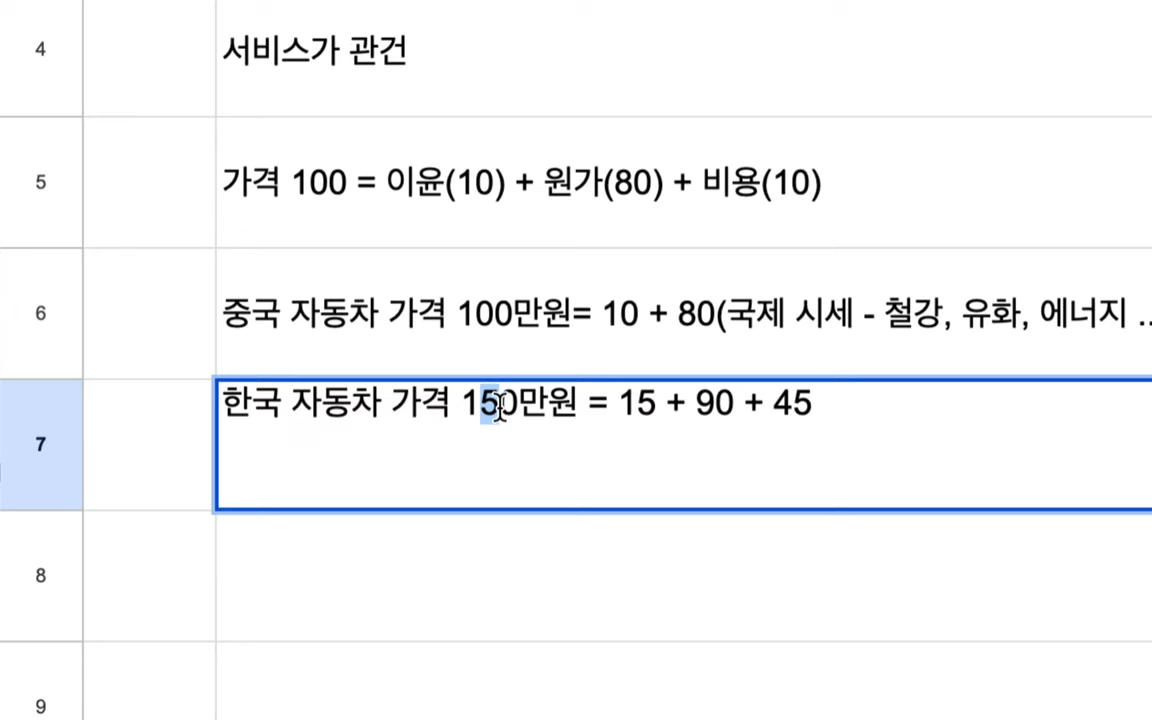 4
서비스가 관건
5
가격 100 = 이윤(10) + 원가(80) + 비용(10)
6
중국 자동차 가격 100만원= 10 + 80(국제 시세 - 철강, 유화, 에너지 ..
7
한국 자동차 가격 150만원 = 15 + 90 + 45
8
9